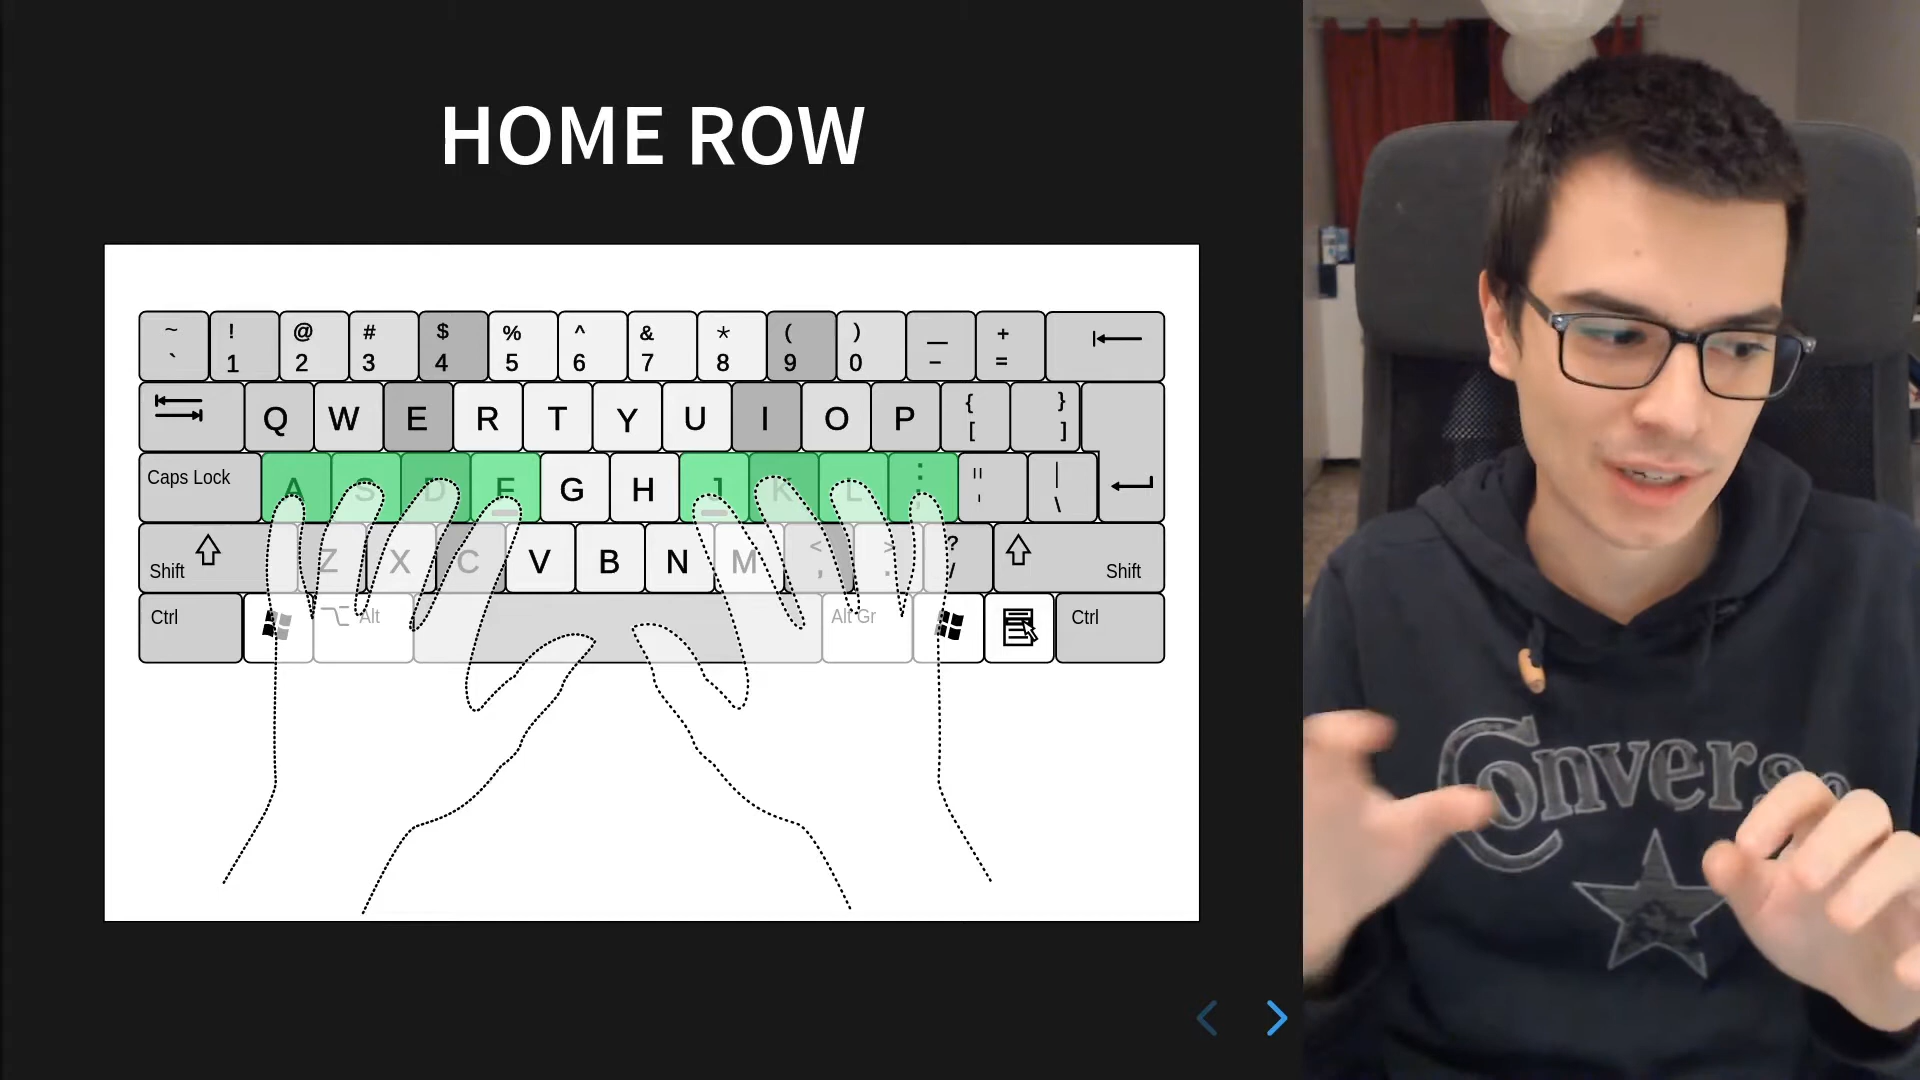 HOME ROW
~ ! @ # $ % ^ & * ( ) — +
` 1 2 3 4 5 6 7 8 9 0 – =
Q W E R T Y U I O P { }
[ ]
Caps Lock A S D F G H J K L : " |
; ' \
Shift Z X C V B N M < > ? Shift
, . /
Ctrl Alt Alt Gr Ctrl
Converse